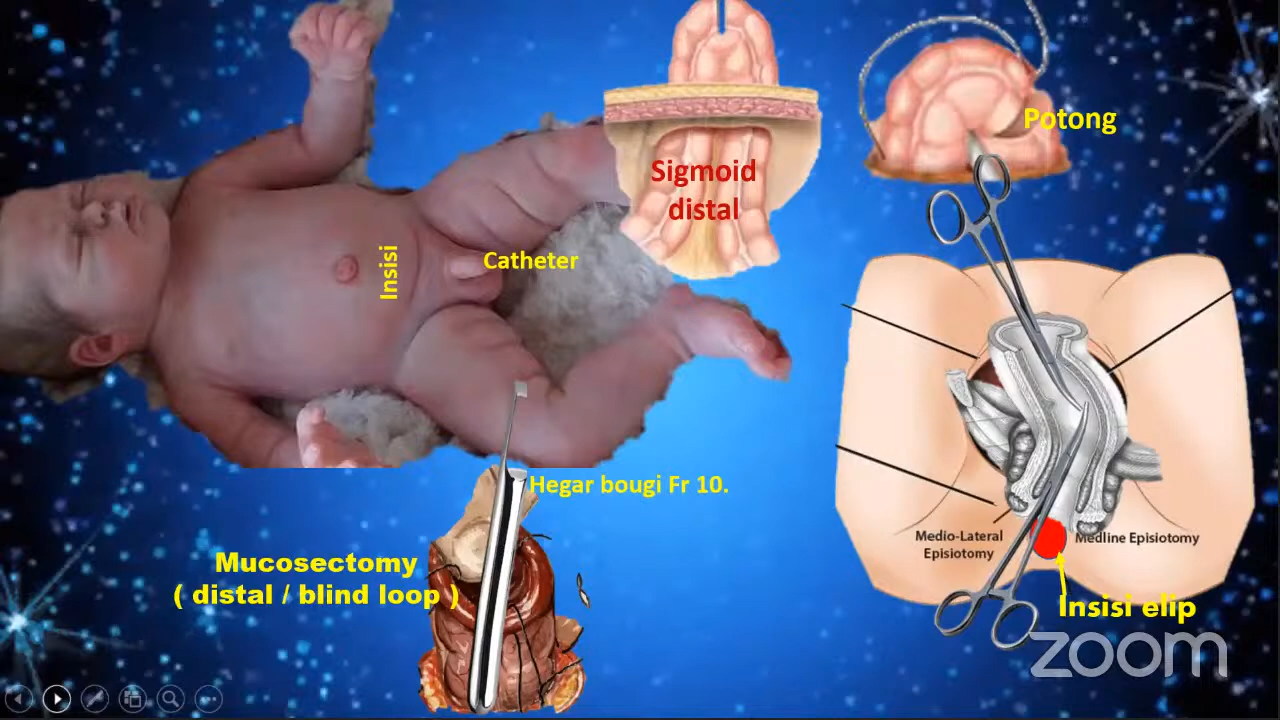 Potong
Sigmoid
distal
Insisi
Catheter
Hegar bougi Fr 10.
Mucosectomy
( distal / blind loop )
Medio-Lateral
Episiotomy
Medline Episiotomy
Insisi elip
zoom